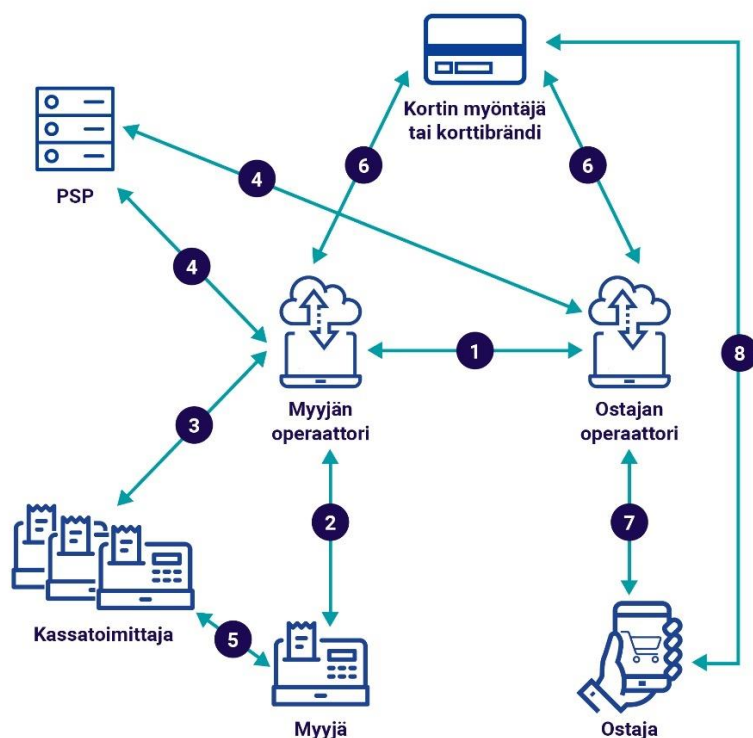 Kortin myöntäjä
tai korttibrändi
PSP
6
6
4
4
1
8
Myyjän
operaattori
Ostajan
operaattori
3
2
7
Kassatoimittaja
5
Myyjä
Ostaja